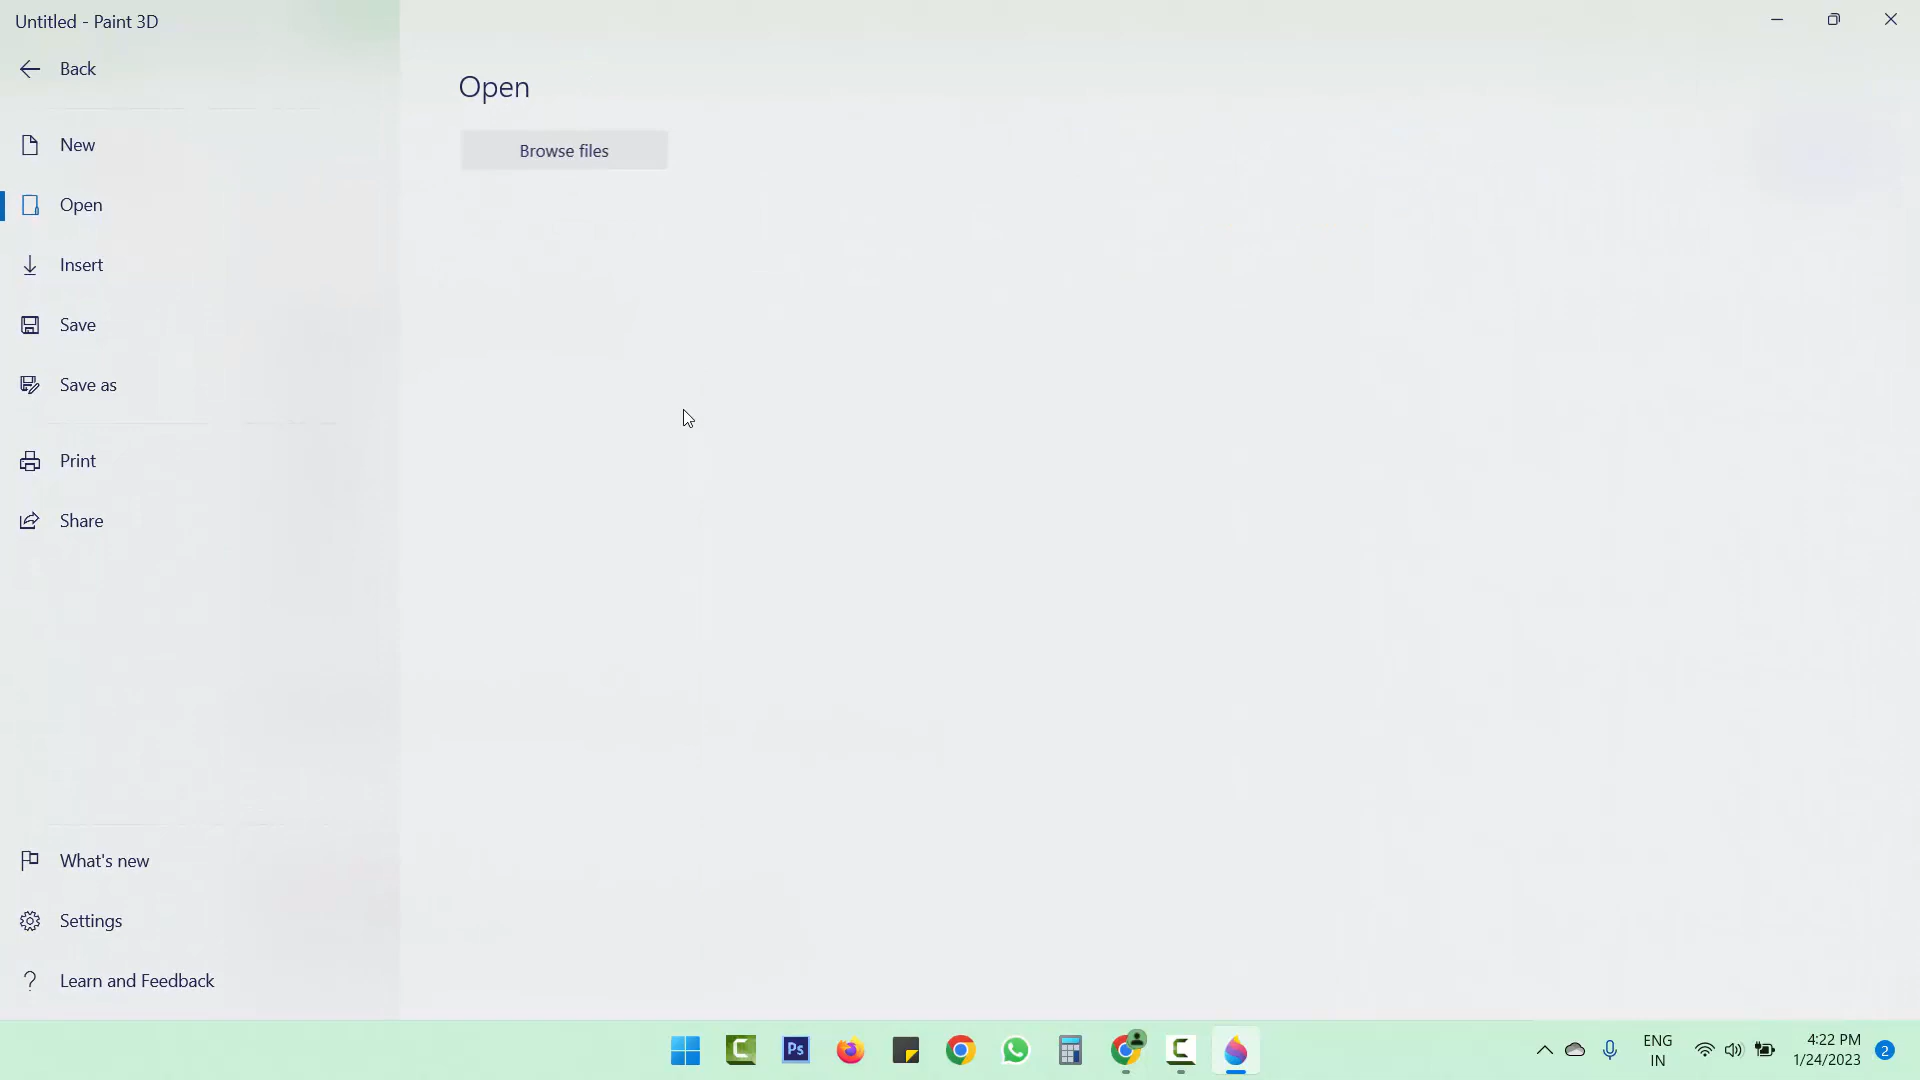 Untitled - Paint 3D
Back
Open
Browse files
New
Open
Insert
Save
Save as
Print
Share
What's new
Settings
Learn and Feedback
Ps
ENG
IN
4:22 PM
1/24/2023
2